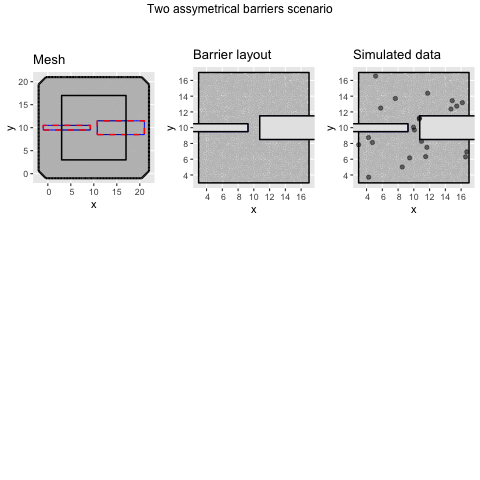 Two assymetrical barriers scenario
Mesh
Barrier layout
Simulated data
20
15
10
5
0
y
0 5 10 15 20
x
16
14
12
10
8
6
4
y
4 6 8 10 12 14 16
x
16
14
12
10
8
6
4
y
4 6 8 10 12 14 16
x